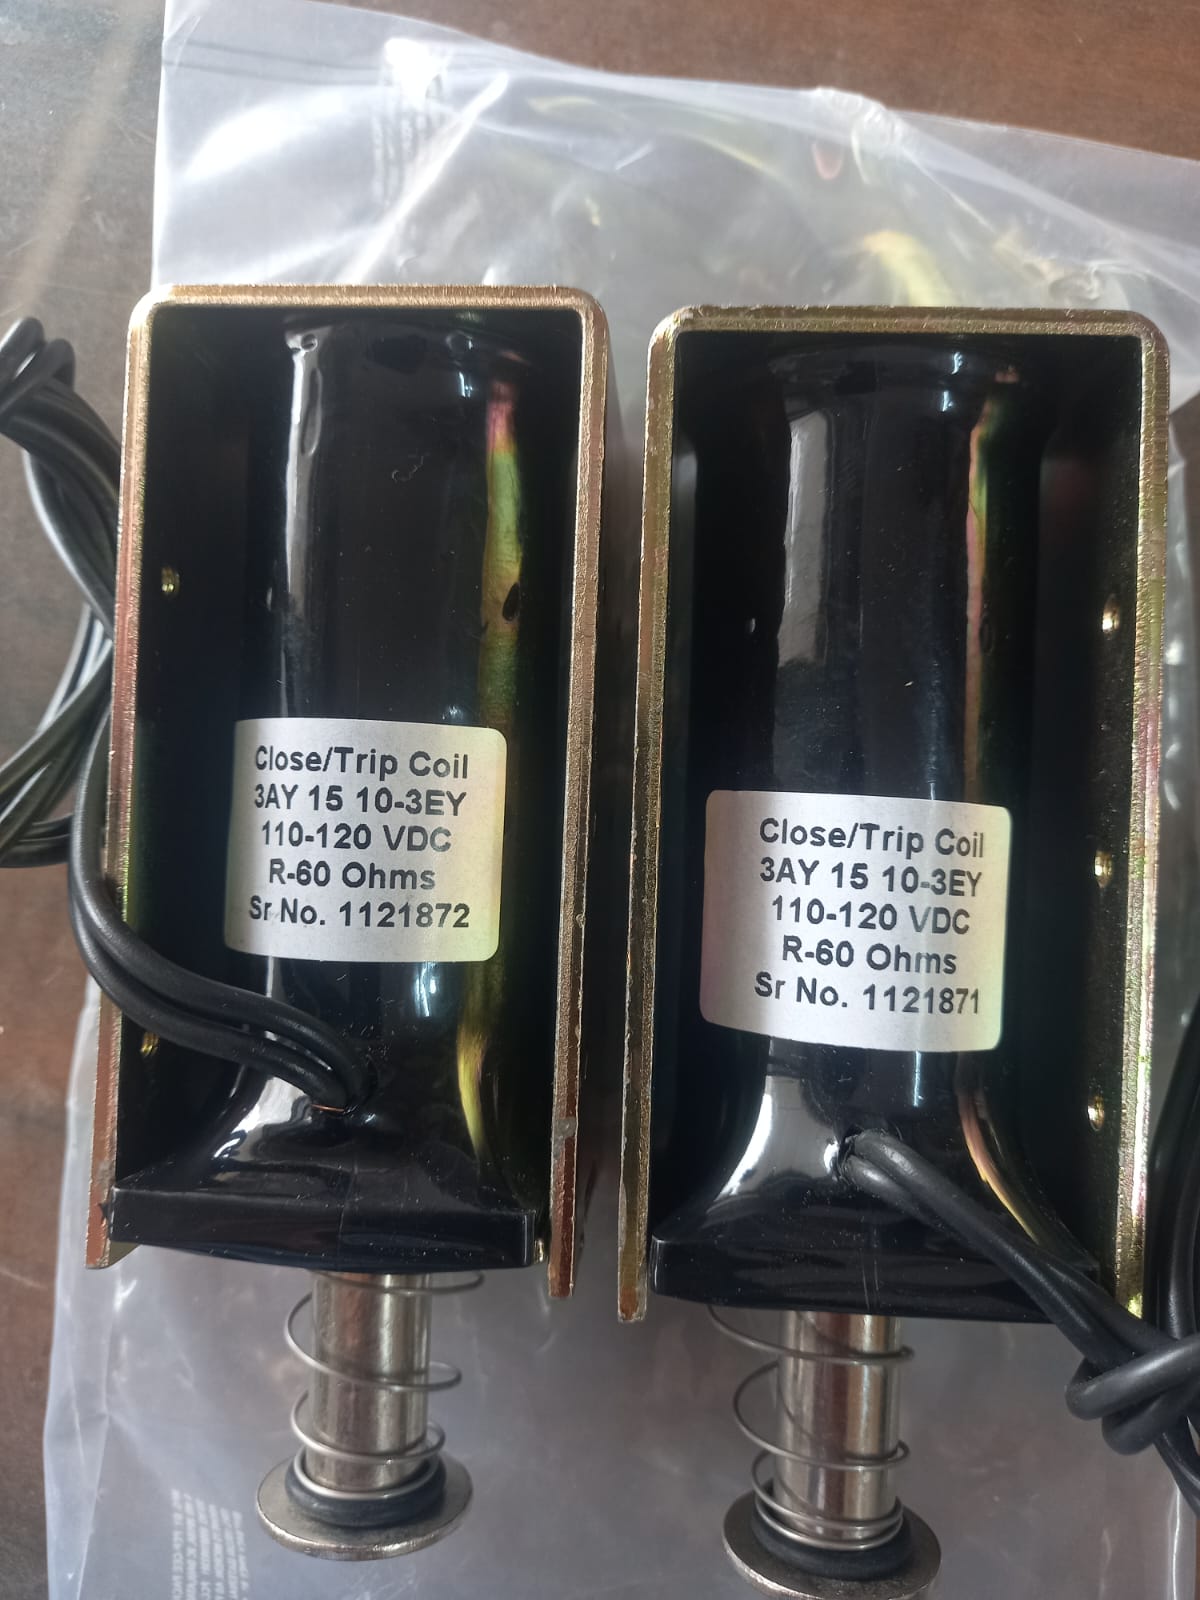 Close/Trip Coil
3AY 15 10-3EY
110-120 VDC
R-60 Ohms
Sr No. 1121872
Close/Trip Coil
3AY 15 10-3EY
110-120 VDC
R-60 Ohms
Sr No. 1121871